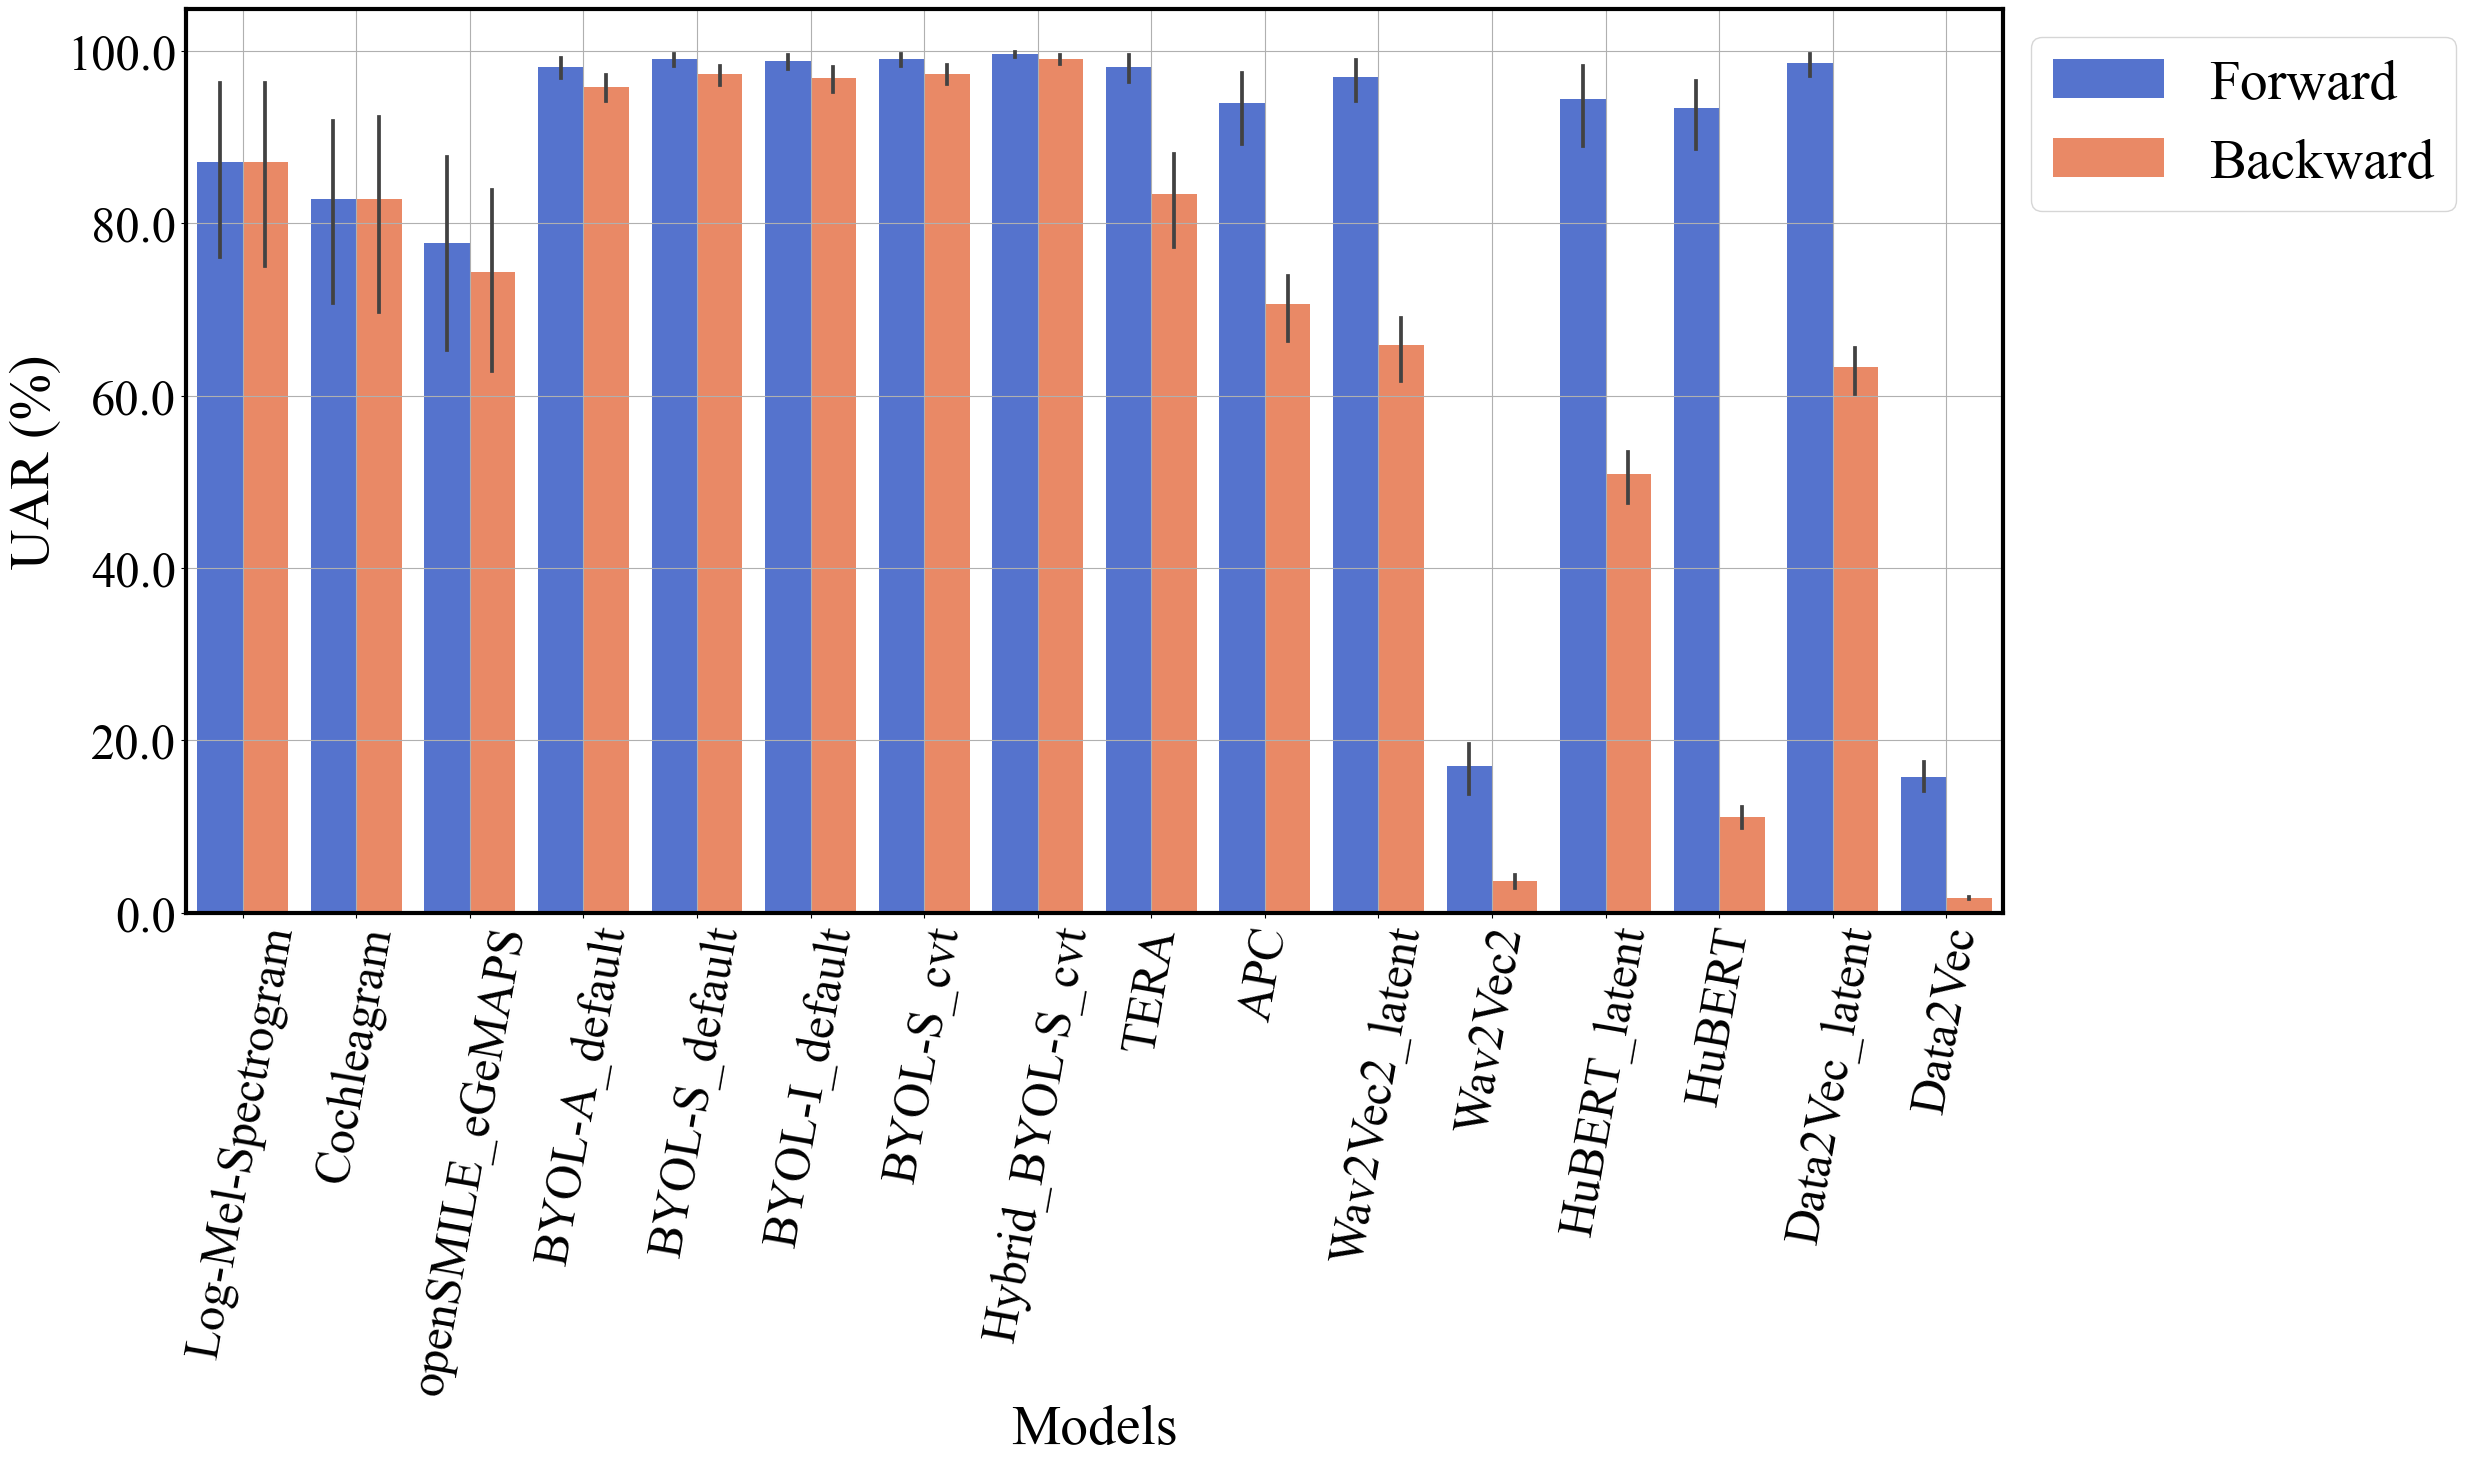 UAR (%)
100.0
80.0
60.0
40.0
20.0
0.0
Forward
Backward
Log-Mel-Spectrogram
Cochleagram
openSMILE_eGeMAPS
BYOL-A_default
BYOL-S_default
BYOL-I_default
BYOL-S_cvt
Hybrid_BYOL-S_cvt
TERA
APC
Wav2Vec2_latent
Wav2Vec2
HuBERT_latent
HuBERT
Data2Vec_latent
Data2Vec
Models